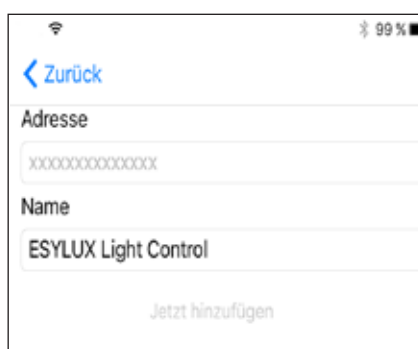 99 %
Zurück
Adresse
xxxxxxxxxxxxxx
Name
ESYLUX Light Control
Jetzt hinzufügen